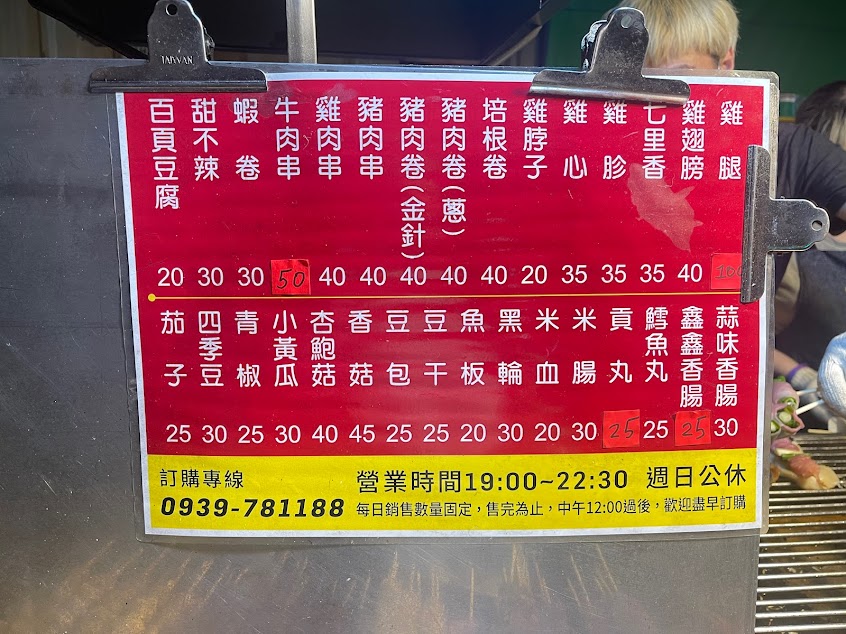 TAIWAN
雞腿 100
雞翅膀 40
七里香 35
雞胗 35
雞心 35
雞脖子 20
培根卷 40
豬肉卷(蔥) 40
豬肉卷(金針) 40
豬肉串 40
雞肉串 40
牛肉串 50
蝦卷 30
甜不辣 30
百頁豆腐 20
蒜味香腸 30
鑫鑫香腸 25
鱈魚丸 25
貢丸 25
米腸 30
米血 20
黑輪 30
魚板 20
豆干 25
豆包 25
香菇 45
杏鮑菇 40
小黃瓜 30
青椒 25
四季豆 30
茄子 25
訂購專線
0939-781188
營業時間19:00~22:30 週日公休
每日銷售數量固定，售完為止，中午12:00過後，歡迎盡早訂購